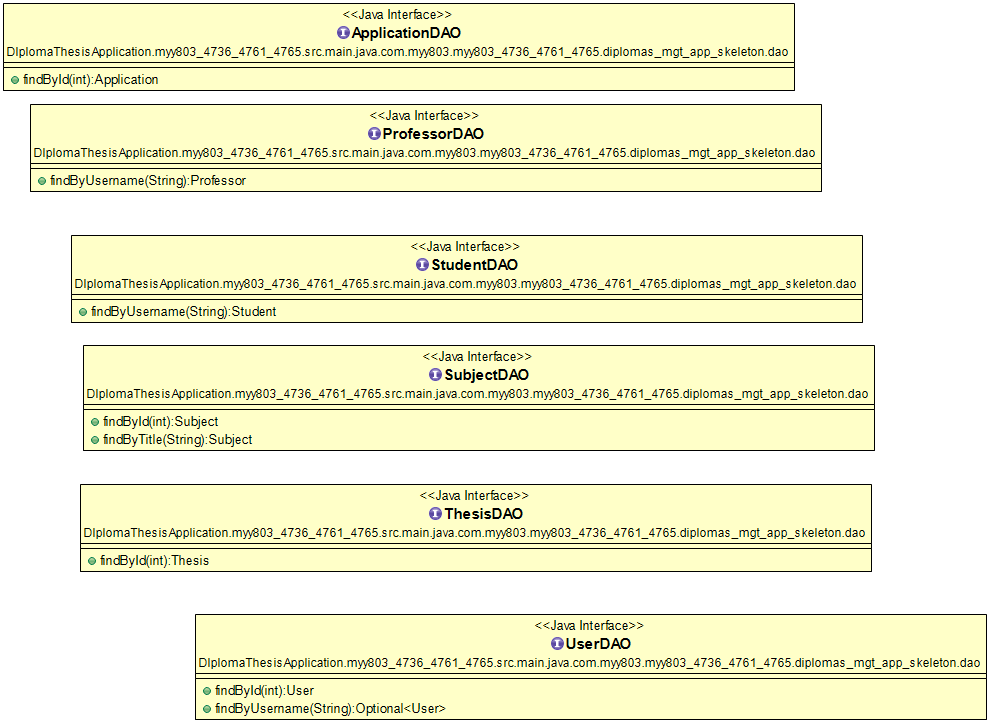 <<Java Interface>>
ApplicationDAO
DIplomaThesisApplication.myy803_4736_4761_4765.src.main.java.com.myy803.myy803_4736_4761_4765.diplomas_mgt_app_skeleton.dao
findById(int):Application
<<Java Interface>>
ProfessorDAO
DIplomaThesisApplication.myy803_4736_4761_4765.src.main.java.com.myy803.myy803_4736_4761_4765.diplomas_mgt_app_skeleton.dao
findByUsername(String):Professor
<<Java Interface>>
StudentDAO
DIplomaThesisApplication.myy803_4736_4761_4765.src.main.java.com.myy803.myy803_4736_4761_4765.diplomas_mgt_app_skeleton.dao
findByUsername(String):Student
<<Java Interface>>
SubjectDAO
DIplomaThesisApplication.myy803_4736_4761_4765.src.main.java.com.myy803.myy803_4736_4761_4765.diplomas_mgt_app_skeleton.dao
findById(int):Subject
findByTitle(String):Subject
<<Java Interface>>
ThesisDAO
DIplomaThesisApplication.myy803_4736_4761_4765.src.main.java.com.myy803.myy803_4736_4761_4765.diplomas_mgt_app_skeleton.dao
findById(int):Thesis
<<Java Interface>>
UserDAO
DIplomaThesisApplication.myy803_4736_4761_4765.src.main.java.com.myy803.myy803_4736_4761_4765.diplomas_mgt_app_skeleton.dao
findById(int):User
findByUsername(String):Optional<User>